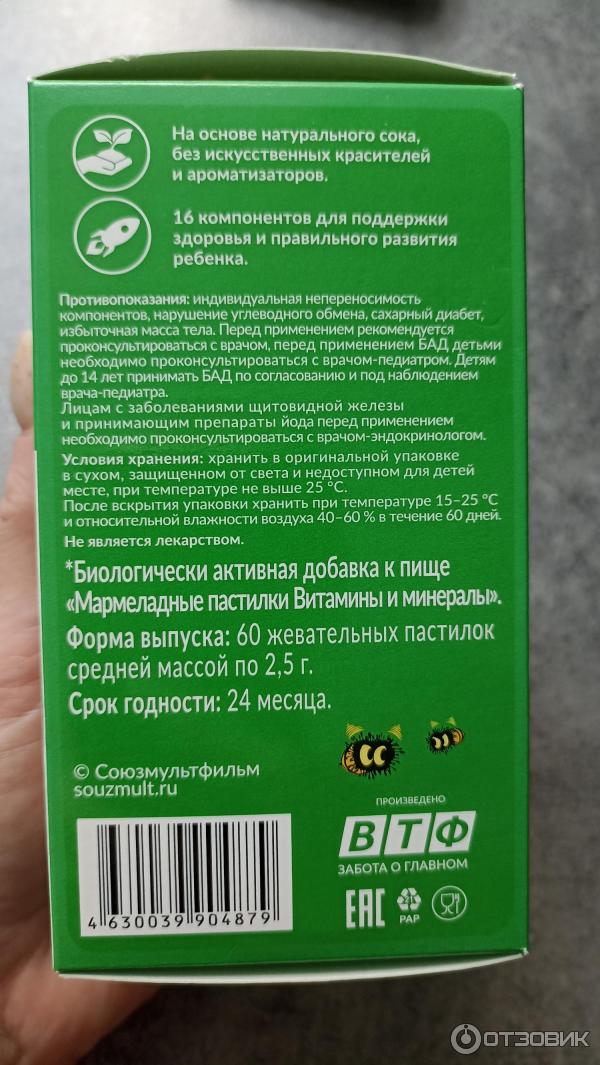 На основе натурального сока,
без искусственных красителей
и ароматизаторов.
16 компонентов для поддержки
здоровья и правильного развития
ребенка.
Противопоказания: индивидуальная непереносимость
компонентов, нарушение углеводного обмена, сахарный диабет,
избыточная масса тела. Перед применением рекомендуется
проконсультироваться с врачом, перед применением БАД детьми
необходимо проконсультироваться с врачом-педиатром. Детям
до 14 лет принимать БАД по согласованию и под наблюдением
врача-педиатра.
Лицам с заболеваниями щитовидной железы
и принимающим препараты йода перед применением
необходимо проконсультироваться с врачом-эндокринологом.
Условия хранения: хранить в оригинальной упаковке
в сухом, защищенном от света и недоступном для детей
месте, при температуре не выше 25 °C.
После вскрытия упаковки хранить при температуре 15–25 °C
и относительной влажности воздуха 40–60 % в течение 60 дней.
Не является лекарством.
*Биологически активная добавка к пище
«Мармеладные пастилки Витамины и минералы».
Форма выпуска: 60 жевательных пастилок
средней массой по 2,5 г.
Срок годности: 24 месяца.
© Союзмультфильм
souzmult.ru
ПРОИЗВЕДЕНО
ВТФ
ЗАБОТА О ГЛАВНОМ
4 630039 904879
EAC
21
PAP
ОТЗОВИК